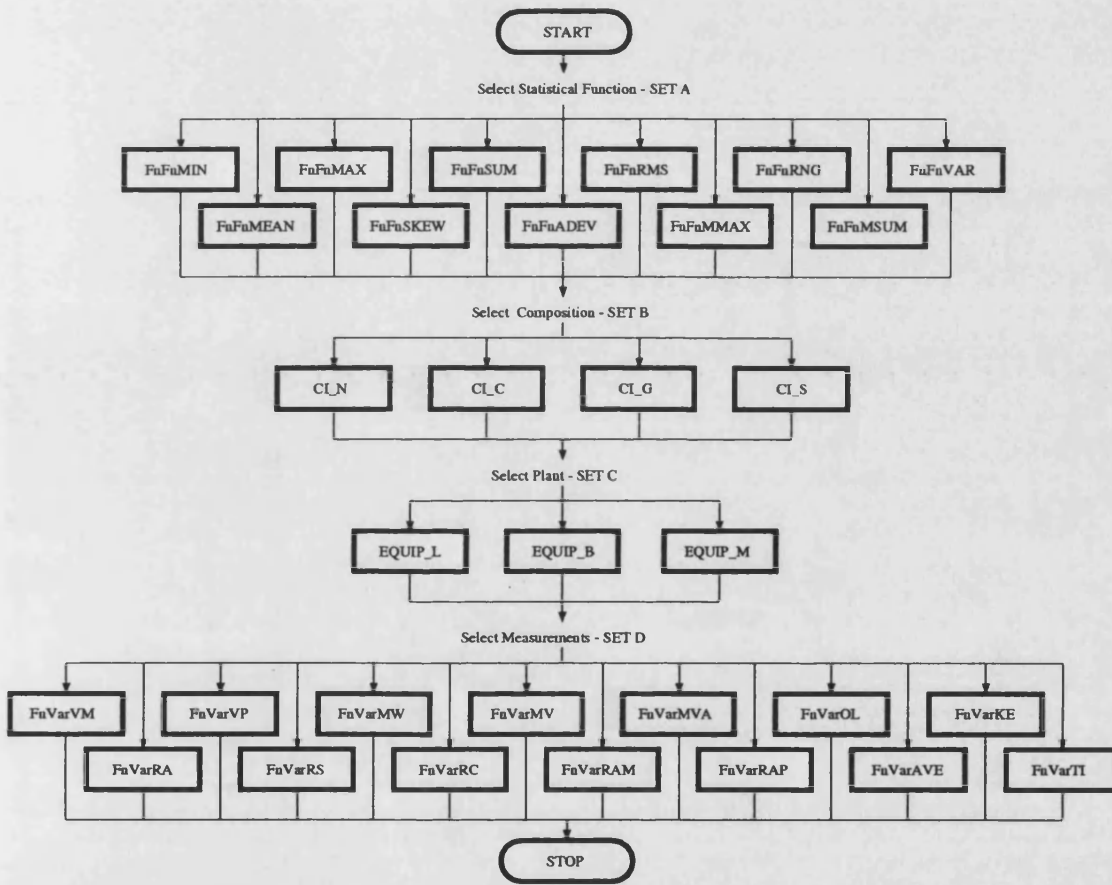 START
Select Statistical Function - SET A
FnFnMIN FnFnMAX FnFnSUM FnFnRMS FnFnRNG FnFnVAR
FnFnMEAN FnFnSKEW FnFnADEV FnFnMMAX FnFnMSUM
Select Composition - SET B
CI_N CI_C CI_G CI_S
Select Plant - SET C
EQUIP_L EQUIP_B EQUIP_M
Select Measurements - SET D
FnVarVM FnVarVP FnVarMW FnVarMV FnVarMVA FnVarOL FnVarKE
FnVarRA FnVarRS FnVarRC FnVarRAM FnVarRAP FnVarAVE FnVarTI
STOP